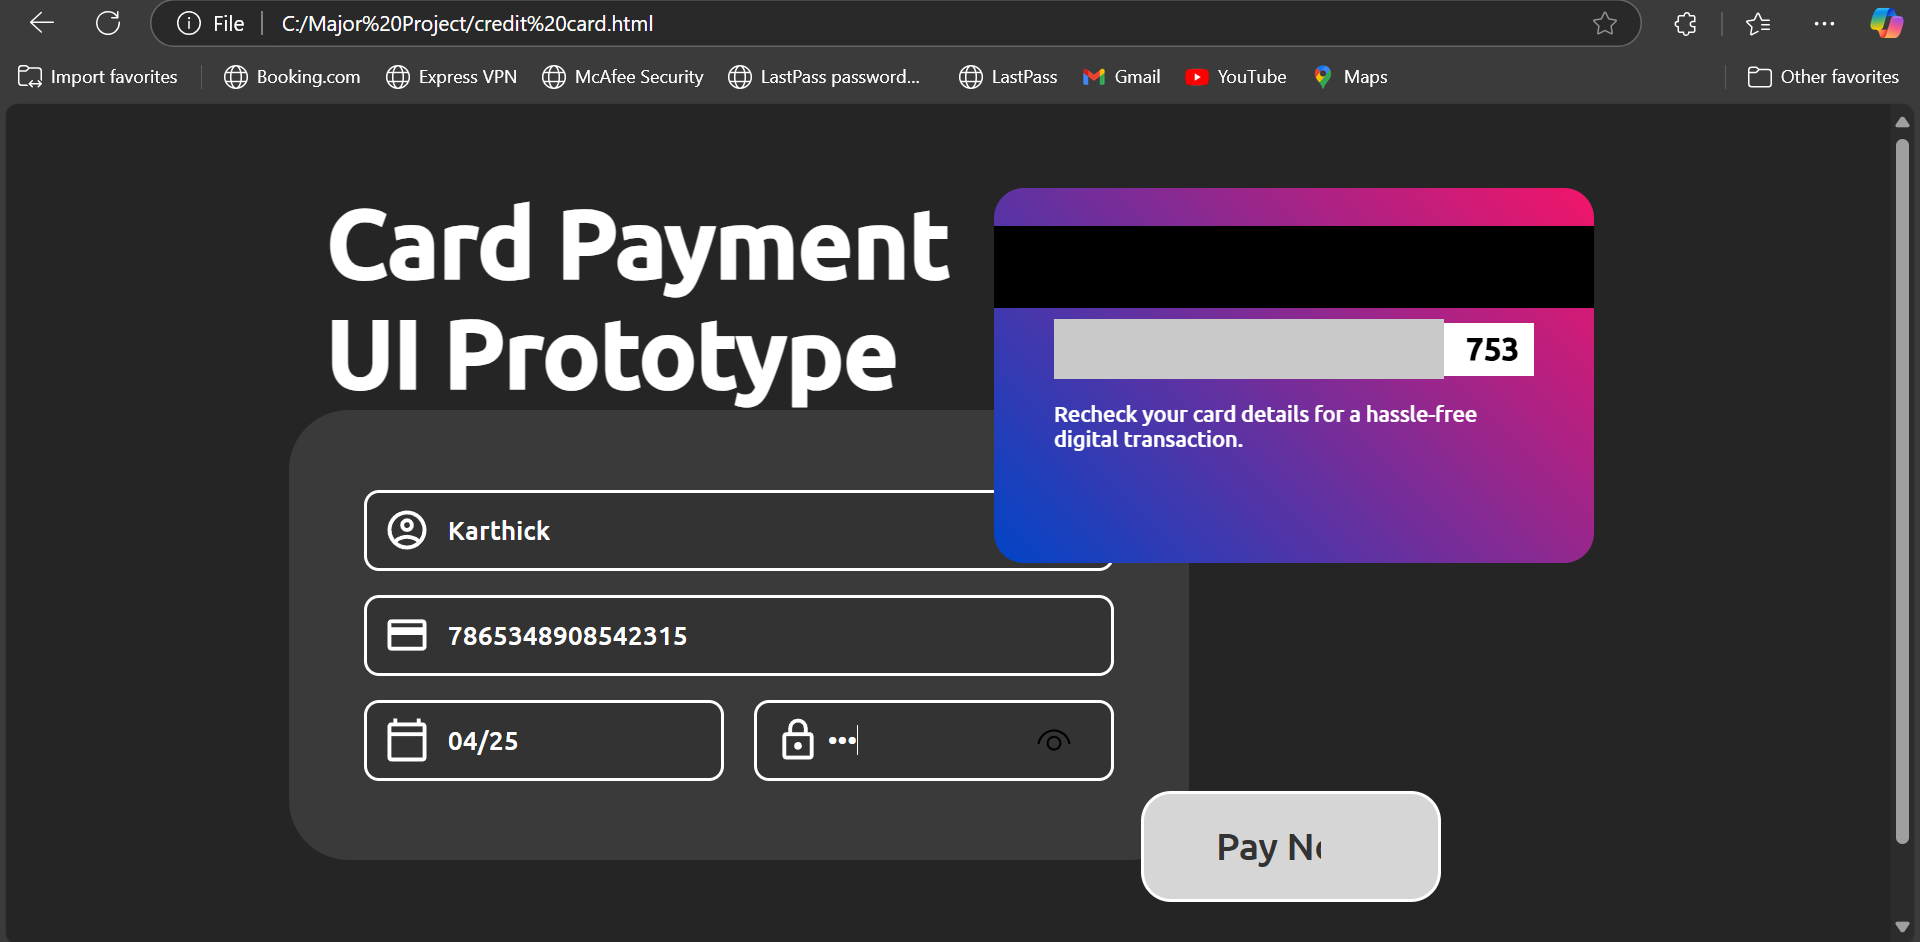 File
C:/Major%20Project/credit%20card.html
Import favorites
Booking.com
Express VPN
McAfee Security
LastPass password...
LastPass
Gmail
YouTube
Maps
Other favorites
Card Payment
UI Prototype
753
Recheck your card details for a hassle-free
digital transaction.
Karthick
7865348908542315
04/25
•••
Pay No